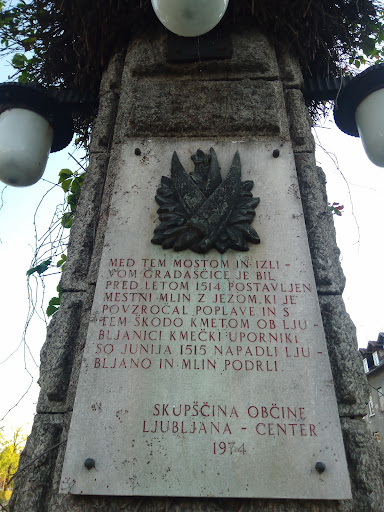 MED TEM MOSTOM IN IZLI-
VOM GRADAŠČICE JE BIL
PRED LETOM 1514 POSTAVLJEN
MESTNI MLIN Z JEZOM, KI JE
POVZROČAL POPLAVE IN S
TEM ŠKODO KMETOM OB LJU-
BLJANICI KMEČKI UPORNIKI
SO JUNIJA 1515 NAPADLI LJU-
BLJANO IN MLIN PODRLI.
SKUPŠČINA OBČINE
LJUBLJANA - CENTER
1974